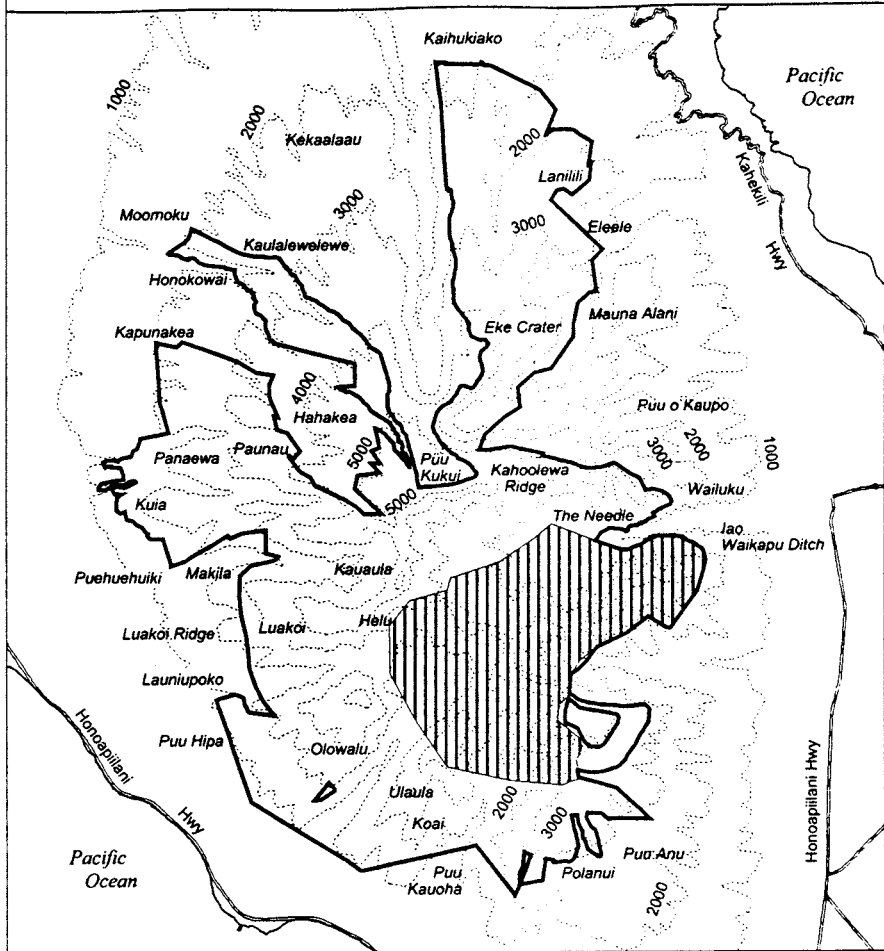 Kaihukiako
Pacific
Ocean
1000
2000
Kekaalaau
2000
Kahekili
Hwy
Lanilili
3000
Moomoku
Kaulalewelewe
3000
Eleele
Honokowai
Kapunakea
Eke Crater
Mauna Alani
4000
Hahakea
Puu o Kaupo
3000
2000
1000
Panaewa
Paunau
5000
Puu
Kukui
Kahoolewa
Ridge
Wailuku
Kuia
5000
The Needle
Iao
Waikapu Ditch
Puehuehuiki
Makila
Kauaula
Helu
Luakoi Ridge
Luakoi
Launiupoko
Honoapiilani
Hwy
Puu Hipa
Olowalu
Ulaula
2000
Koai
3000
Honoapiilani Hwy
Pacific
Ocean
Puu
Kauoha
Polanui
Puu Anu
2000